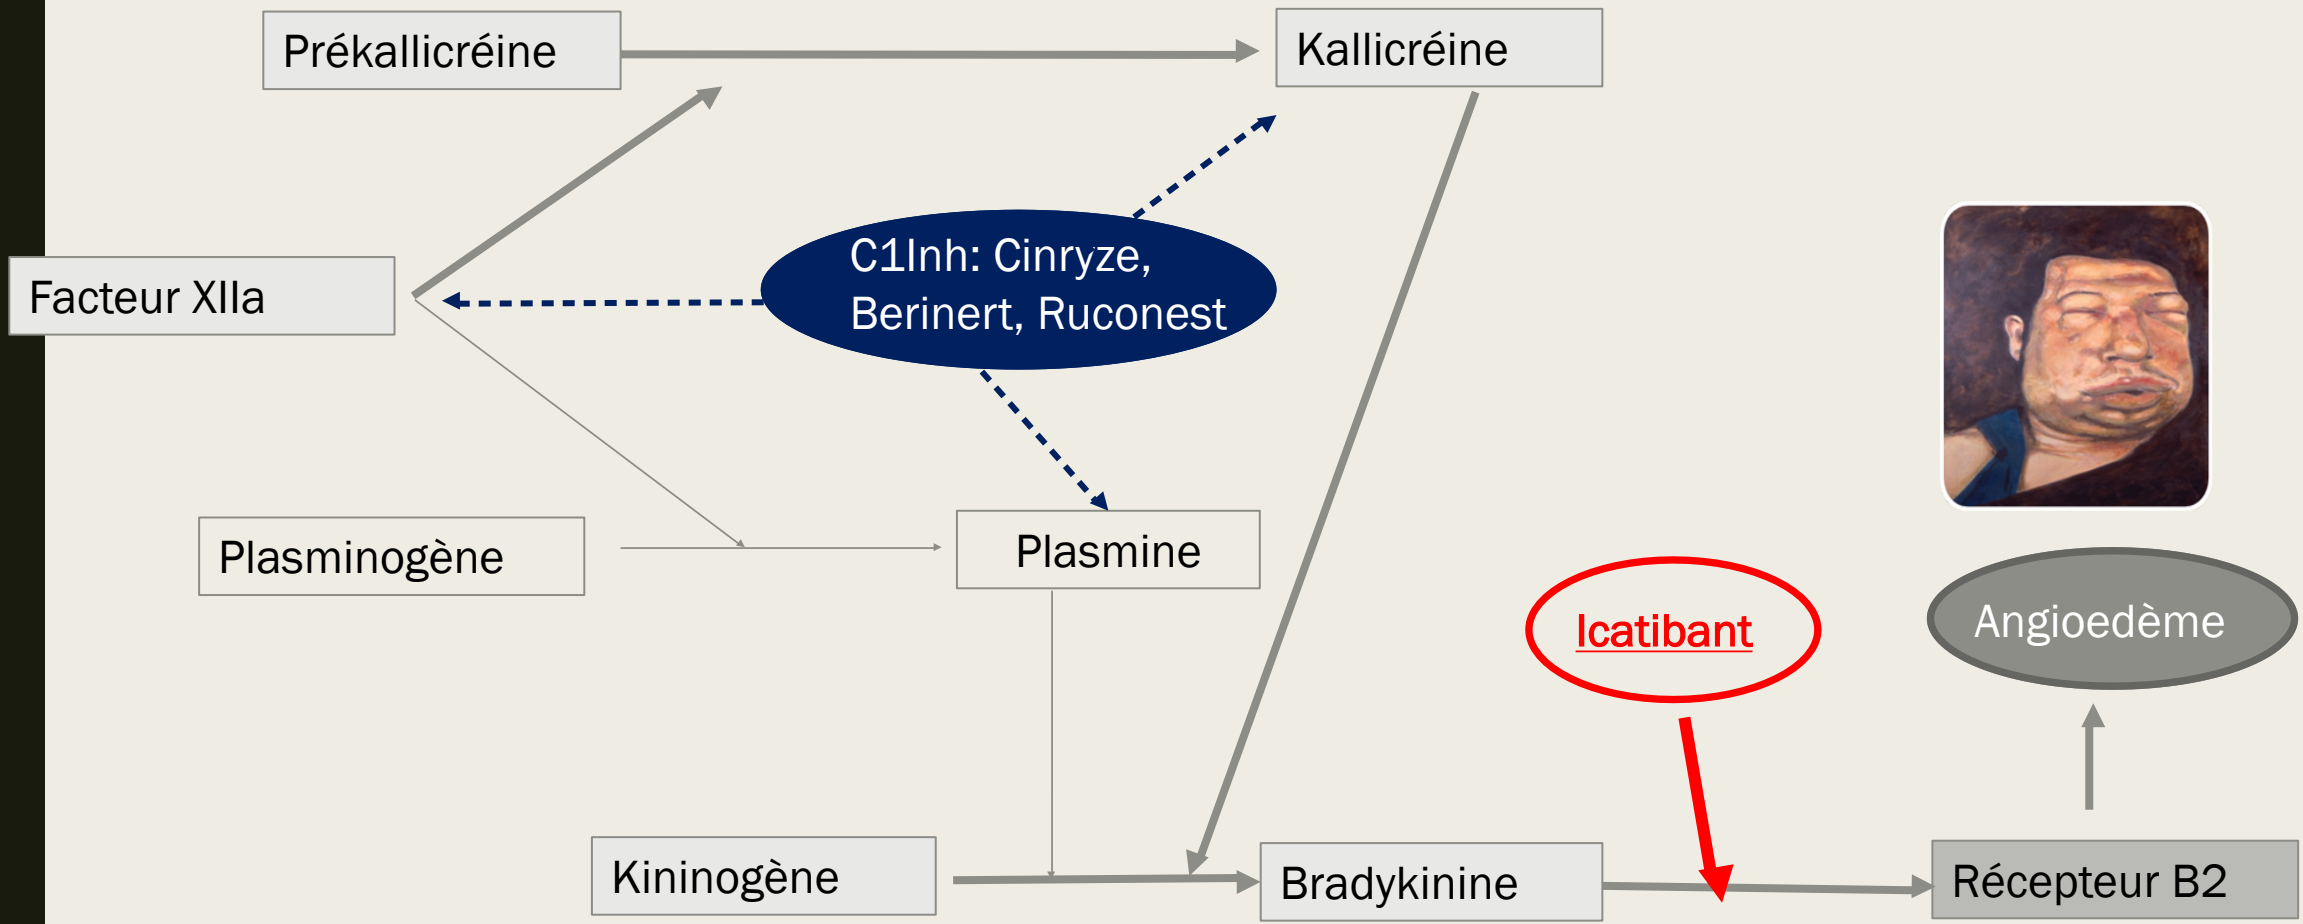 Prékallicréine
Kallicréine
C1Inh: Cinryze,
Berinert, Ruconest
Facteur XIIa
Plasminogène
Plasmine
Icatibant
Angioedème
Kininogène
Bradykinine
Récepteur B2